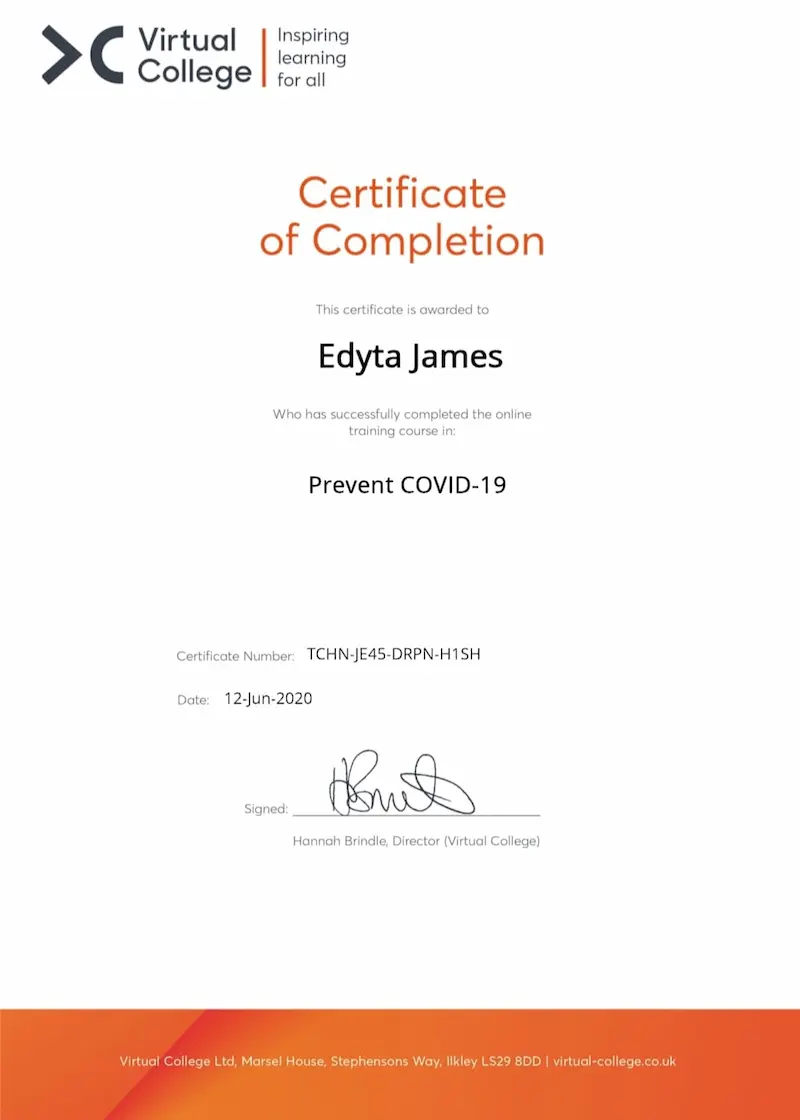 Virtual
College
Inspiring
learning
for all
Certificate
of Completion
This certificate is awarded to
Edyta James
Who has successfully completed the online
training course in:
Prevent COVID-19
Certificate Number: TCHN-JE45-DRPN-H1SH
Date: 12-Jun-2020
Signed:
Hannah Brindle, Director (Virtual College)
Virtual College Ltd, Marsel House, Stephensons Way, Ilkley LS29 8DD | virtual-college.co.uk